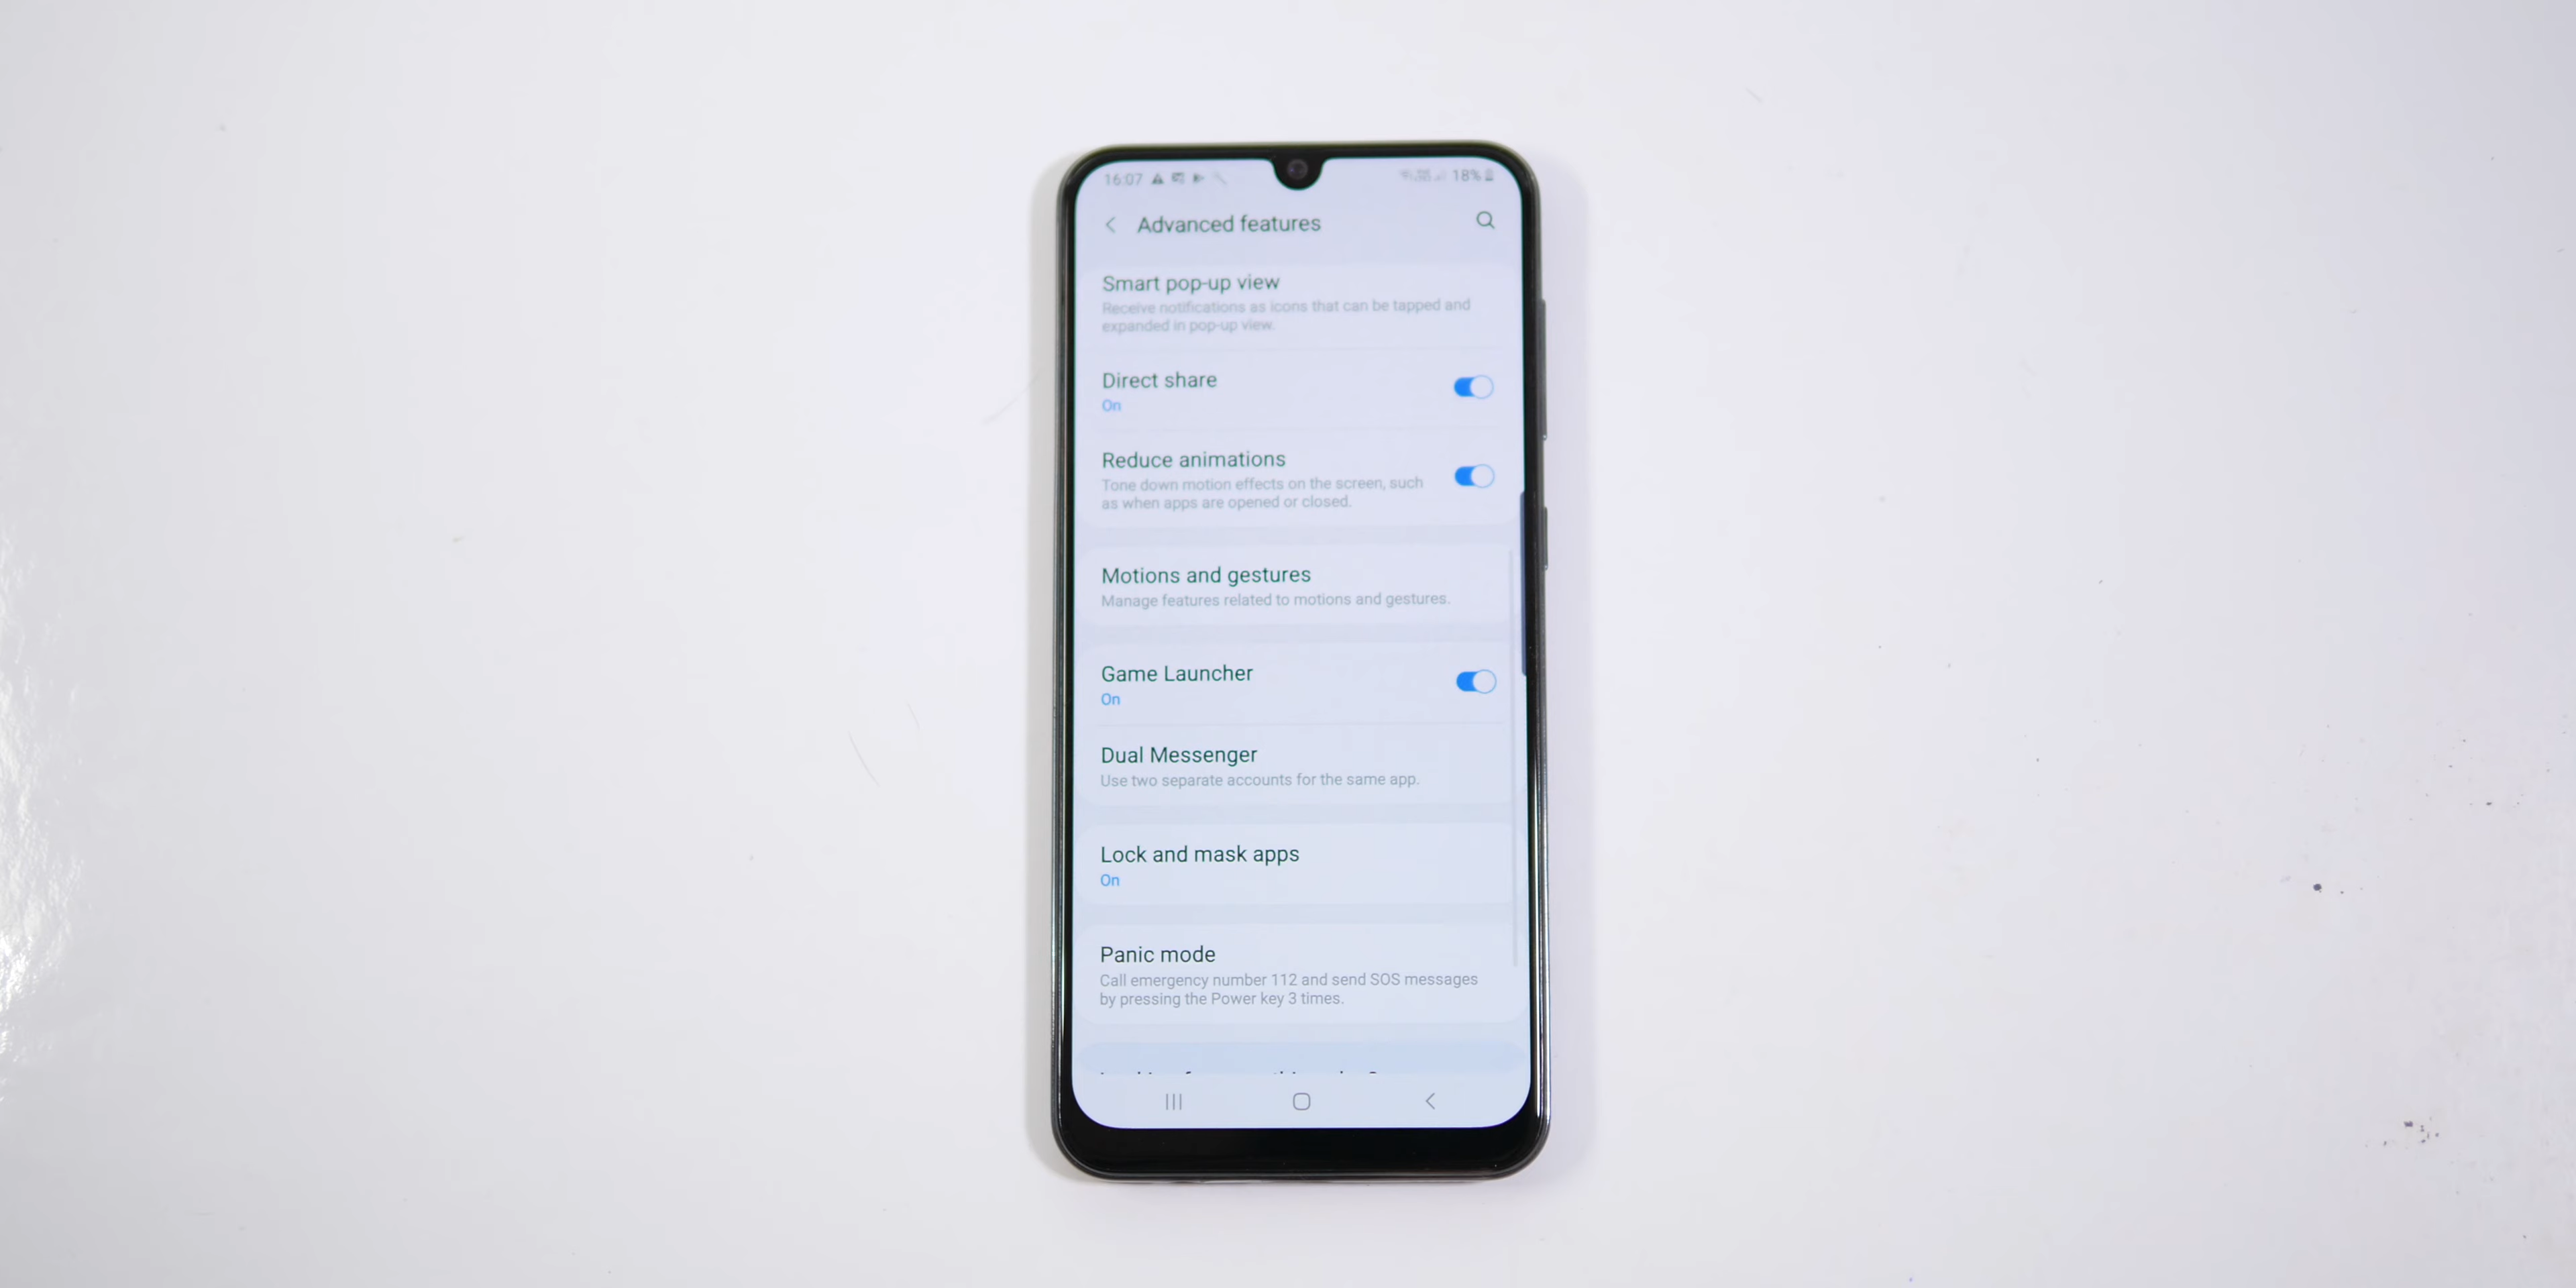 16:07
18%
Advanced features
Smart pop-up view
Receive notifications as icons that can be tapped and
expanded in pop-up view.
Direct share
On
Reduce animations
Tone down motion effects on the screen, such
as when apps are opened or closed.
Motions and gestures
Manage features related to motions and gestures.
Game Launcher
On
Dual Messenger
Use two separate accounts for the same app.
Lock and mask apps
On
Panic mode
Call emergency number 112 and send SOS messages
by pressing the Power key 3 times.